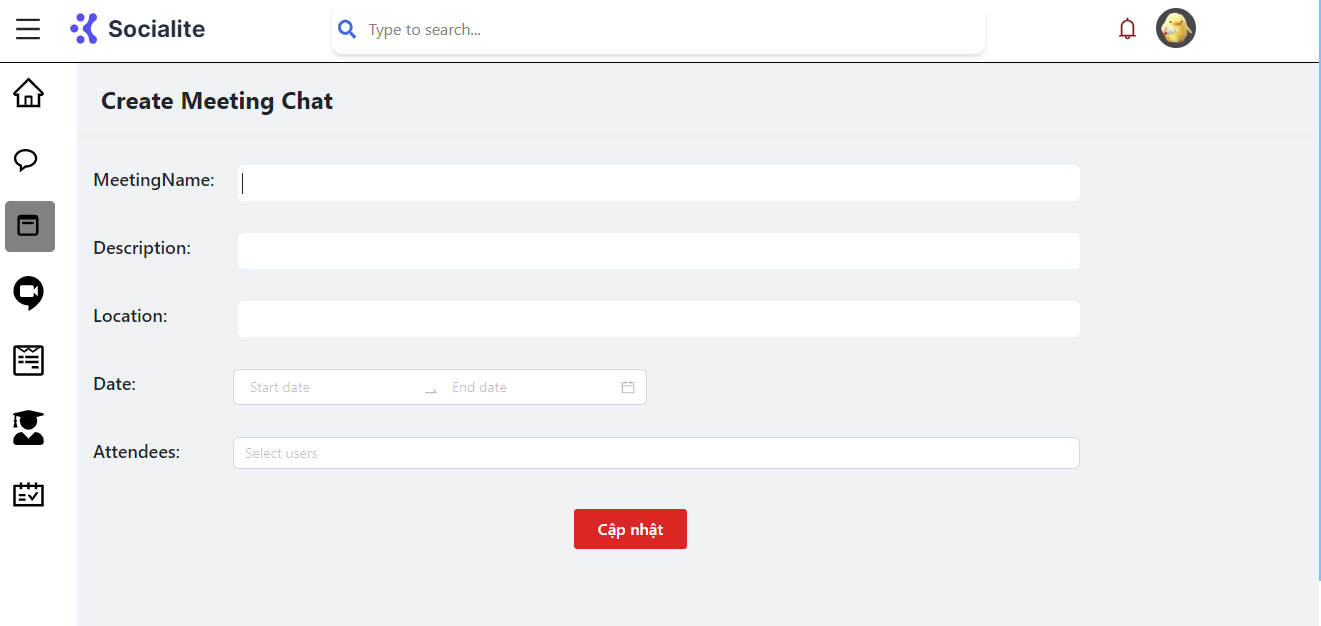 Socialite
Type to search...
Create Meeting Chat
MeetingName:
Description:
Location:
Date:
Start date
End date
Attendees:
Select users
Cập nhật